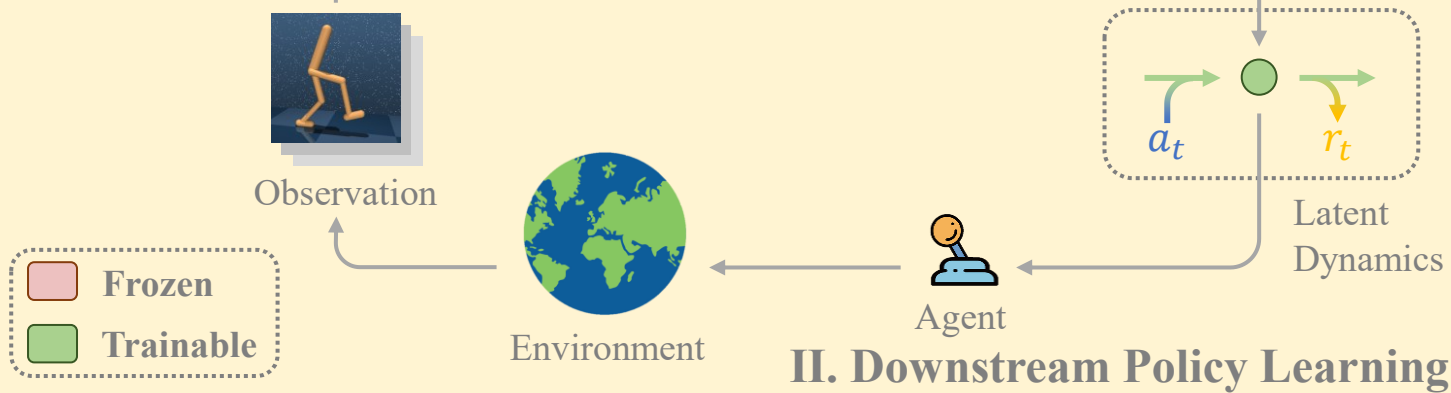 a_t
r_t
Observation
Latent
Dynamics
Frozen
Trainable
Environment
Agent
II. Downstream Policy Learning